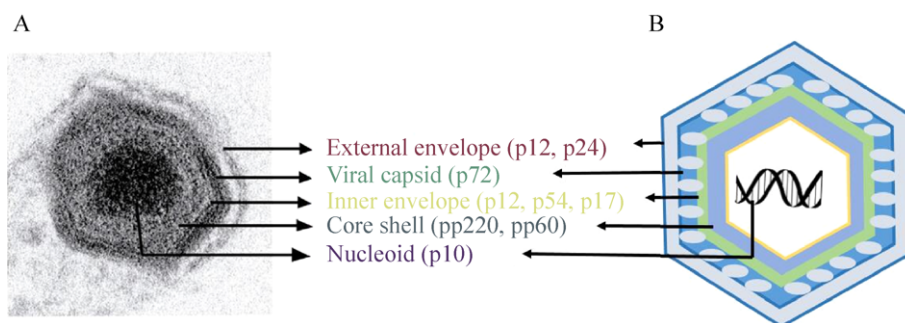 A
B
External envelope (p12, p24)
Viral capsid (p72)
Inner envelope (p12, p54, p17)
Core shell (pp220, pp60)
Nucleoid (p10)